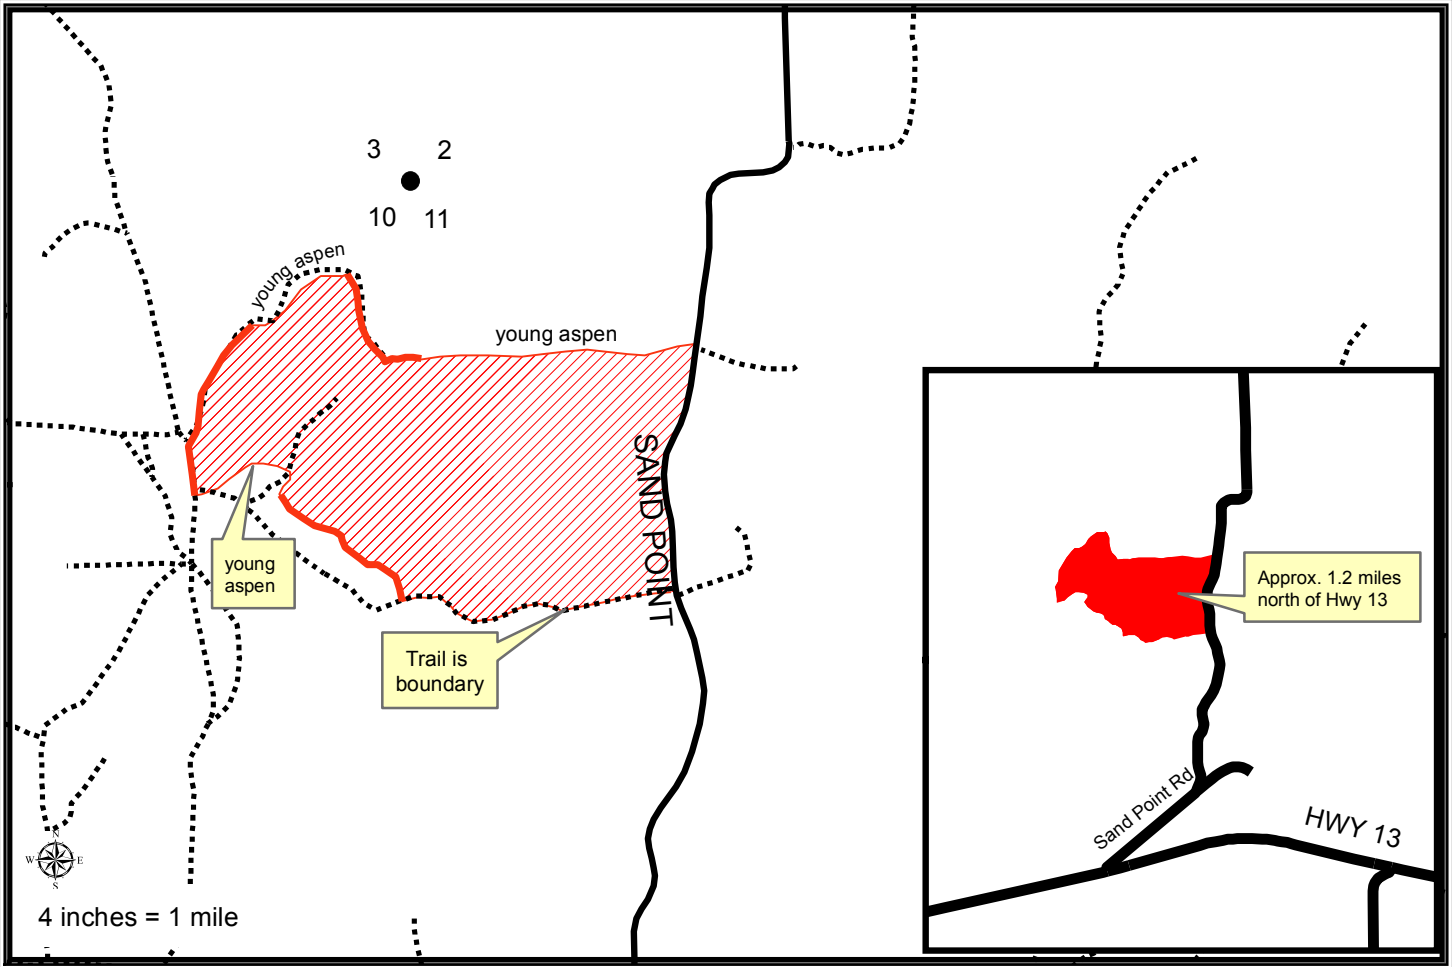 3 2
10 11
young aspen
young aspen
SAND POINT
young
aspen
Trail is
boundary
Approx. 1.2 miles
north of Hwy 13
Sand Point Rd
HWY 13
N
W E
S
4 inches = 1 mile